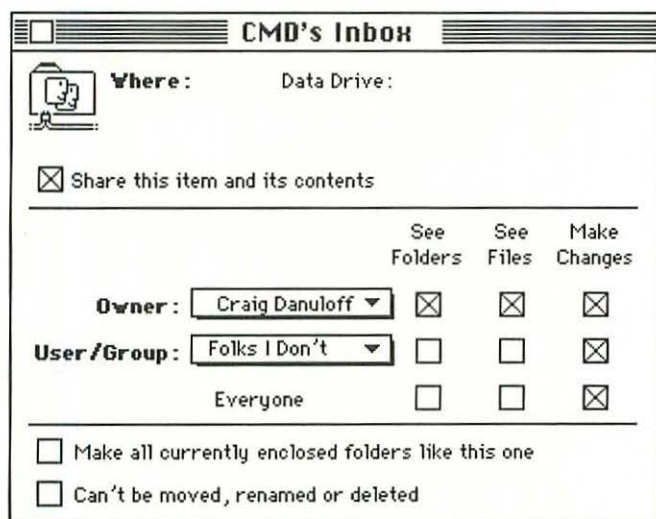 CMD's Inbox
Where: Data Drive:
Share this item and its contents
See See Make
Folders Files Changes
Owner: Craig Danuloff
User/Group: Folks I Don't
Everyone
Make all currently enclosed folders like this one
Can't be moved, renamed or deleted